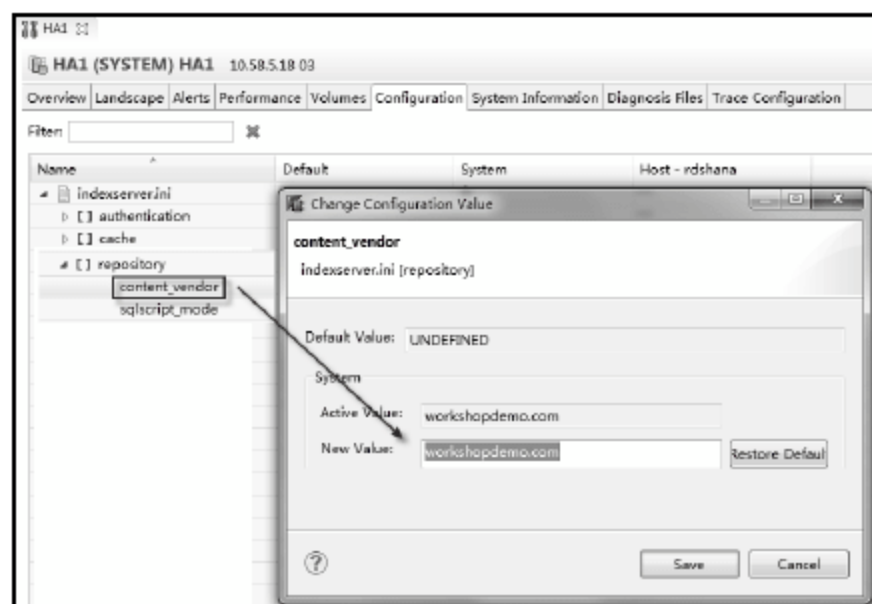 HA1
HA1 (SYSTEM) HA1 10.58.5.18 03
Overview Landscape Alerts Performance Volumes Configuration System Information Diagnosis Files Trace Configuration
Filter:
Name Default System Host - rdshana
indexserver.ini
[ ] authentication
[ ] cache
[ ] repository
content_vendor
sqlscript_mode
Change Configuration Value
content_vendor
indexserver.ini [repository]
Default Value: UNDEFINED
System
Active Value: workshopdemo.com
New Value: workshopdemo.com Restore Defaul
? Save Cancel